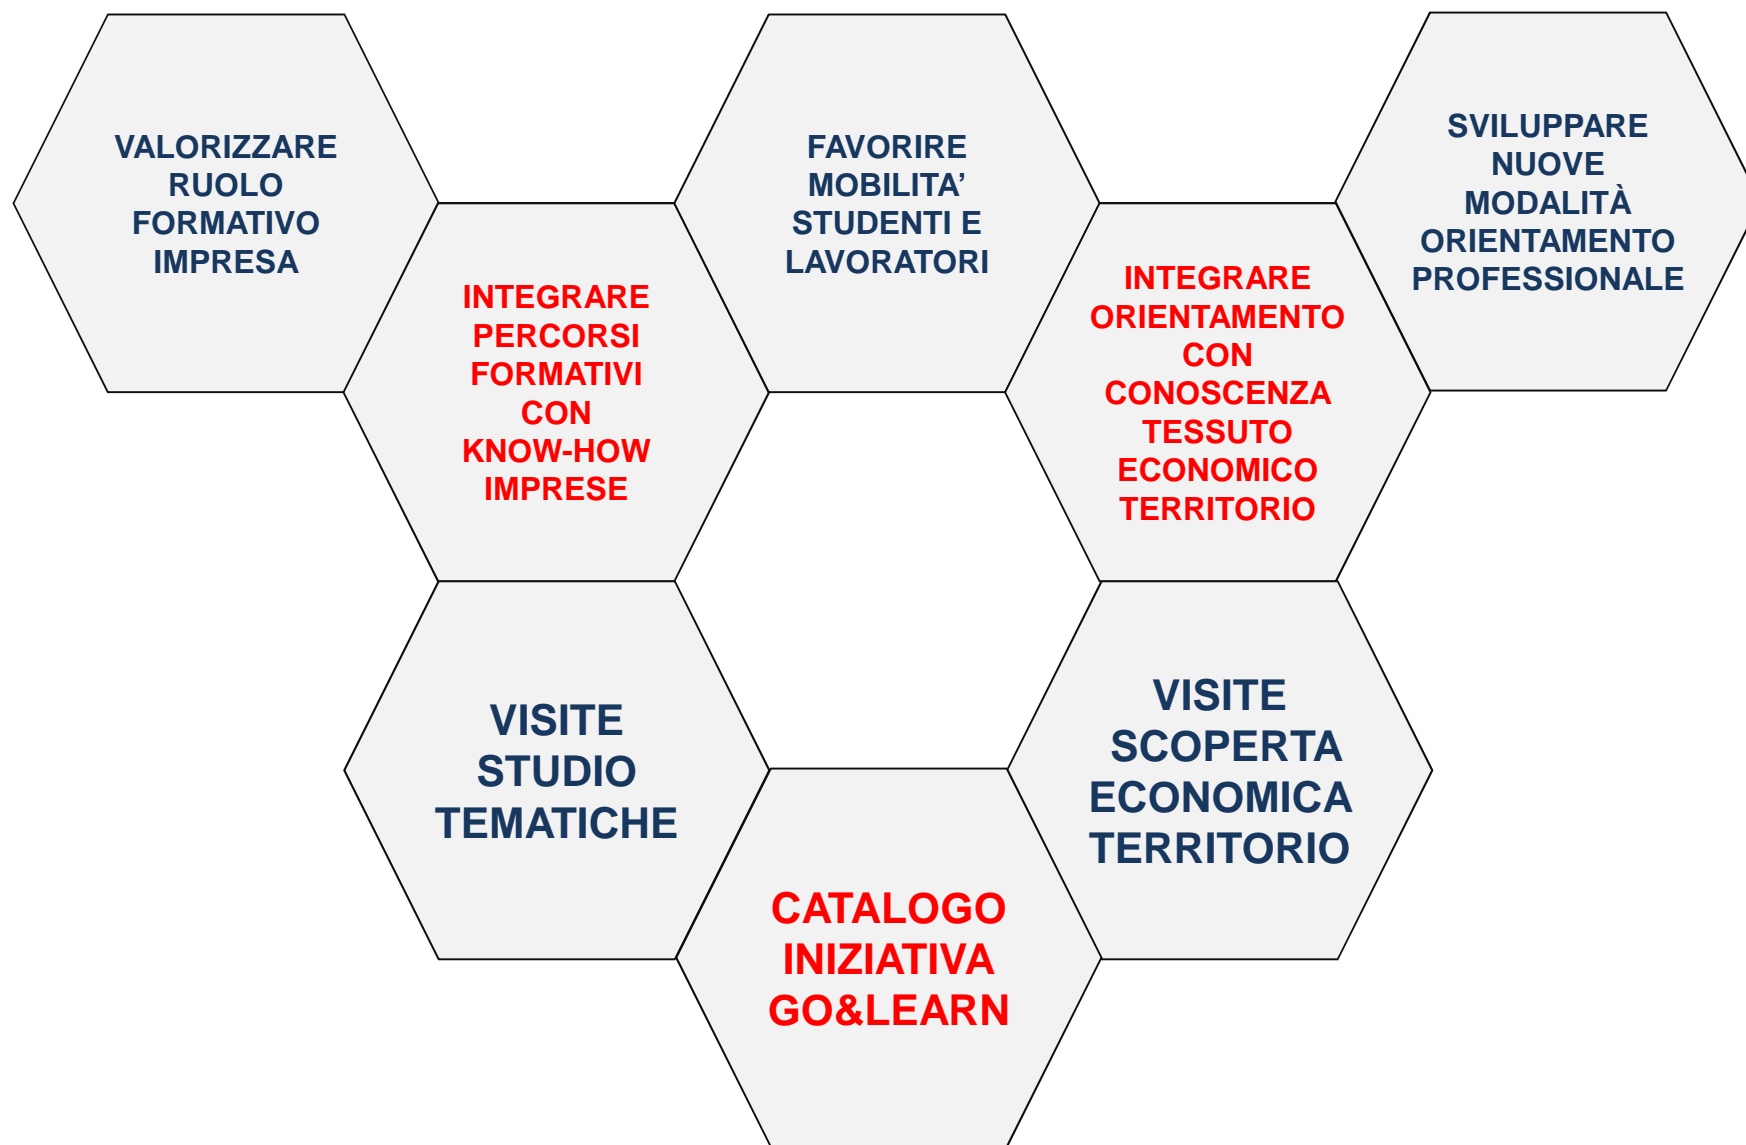 VALORIZZARE
RUOLO
FORMATIVO
IMPRESA
FAVORIRE
MOBILITA’
STUDENTI E
LAVORATORI
SVILUPPARE
NUOVE
MODALITÀ
ORIENTAMENTO
PROFESSIONALE
INTEGRARE
PERCORSI
FORMATIVI
CON
KNOW-HOW
IMPRESE
INTEGRARE
ORIENTAMENTO
CON
CONOSCENZA
TESSUTO
ECONOMICO
TERRITORIO
VISITE
STUDIO
TEMATICHE
VISITE
SCOPERTA
ECONOMICA
TERRITORIO
CATALOGO
INIZIATIVA
GO&LEARN